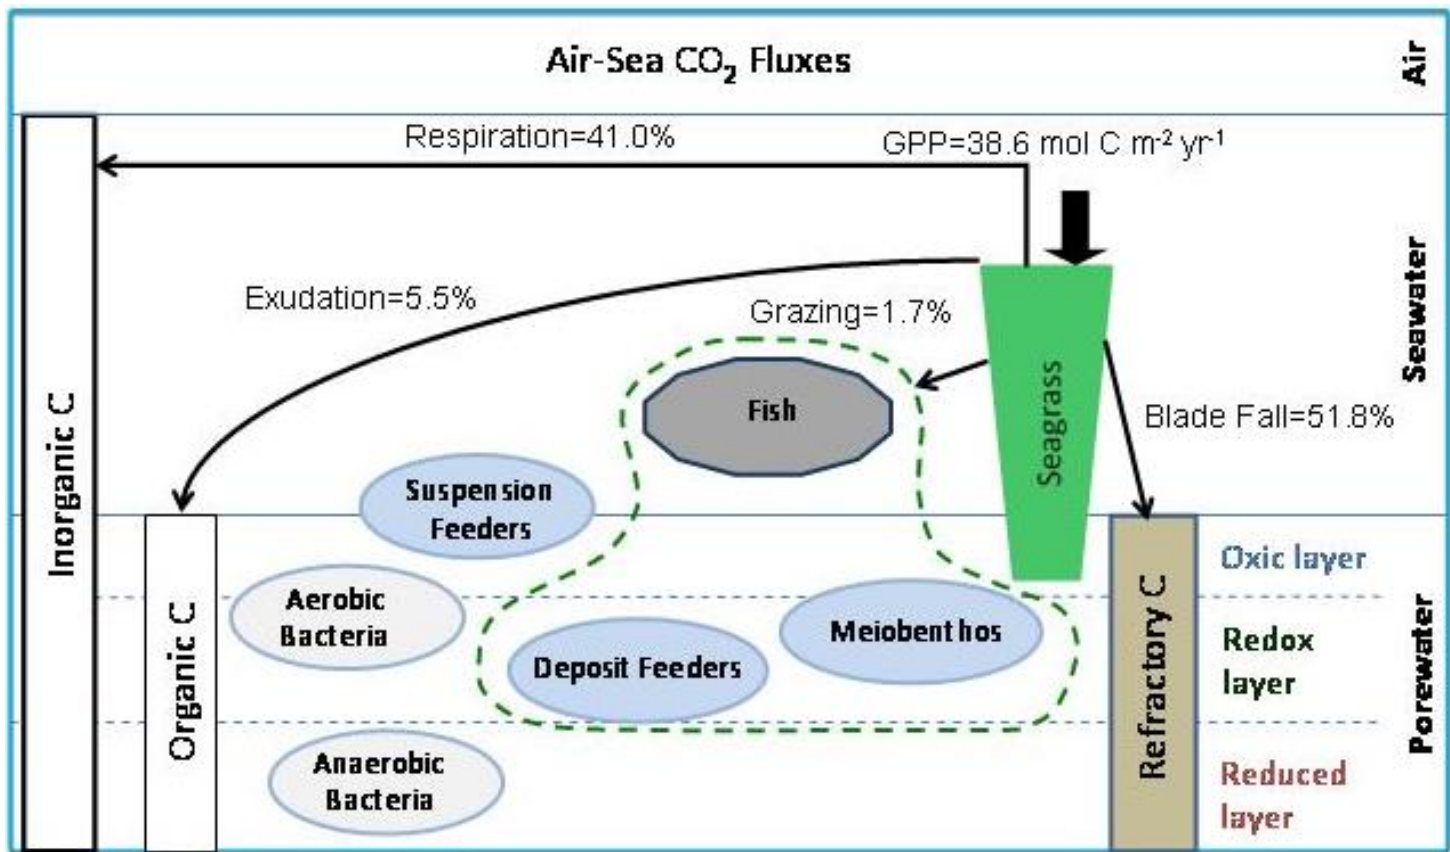 Air-Sea CO₂ Fluxes
Air
Respiration=41.0%
GPP=38.6 mol C m⁻² yr⁻¹
Exudation=5.5%
Grazing=1.7%
Seawater
Fish
Seagrass
Blade Fall=51.8%
Inorganic C
Suspension
Feeders
Organic C
Aerobic
Bacteria
Deposit Feeders
Meiobenthos
Refractory C
Oxic layer
Redox
layer
Porewater
Anaerobic
Bacteria
Reduced
layer